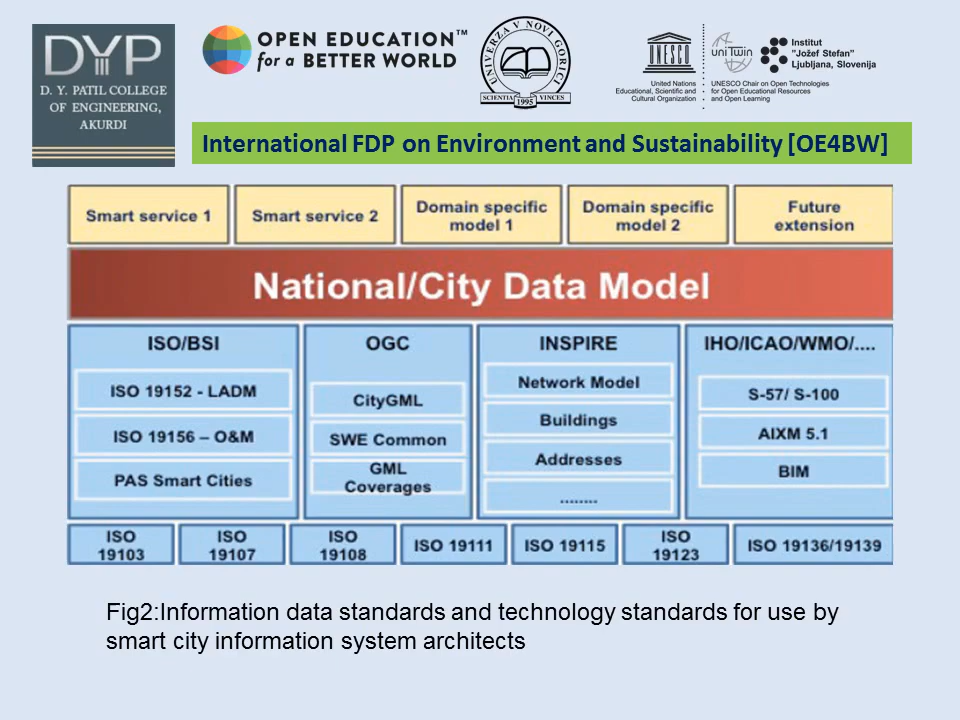 DYP
D. Y. PATIL COLLEGE
OF ENGINEERING,
AKURDI
OPEN EDUCATION™
for a BETTER WORLD
UNIVERZA V NOVI GORICI
SCIENTIA VINCES
1995
UNESCO
United Nations
Educational, Scientific and
Cultural Organization
uniTwin
UNESCO Chair on Open Technologies
for Open Educational Resources
and Open Learning
Institut
"Jožef Stefan"
Ljubljana, Slovenija
International FDP on Environment and Sustainability [OE4BW]
Smart service 1
Smart service 2
Domain specific
model 1
Domain specific
model 2
Future
extension
National/City Data Model
ISO/BSI
ISO 19152 - LADM
ISO 19156 – O&M
PAS Smart Cities
OGC
CityGML
SWE Common
GML
Coverages
INSPIRE
Network Model
Buildings
Addresses
........
IHO/ICAO/WMO/....
S-57/ S-100
AIXM 5.1
BIM
ISO
19103
ISO
19107
ISO
19108
ISO 19111
ISO 19115
ISO
19123
ISO 19136/19139
Fig2:Information data standards and technology standards for use by
smart city information system architects